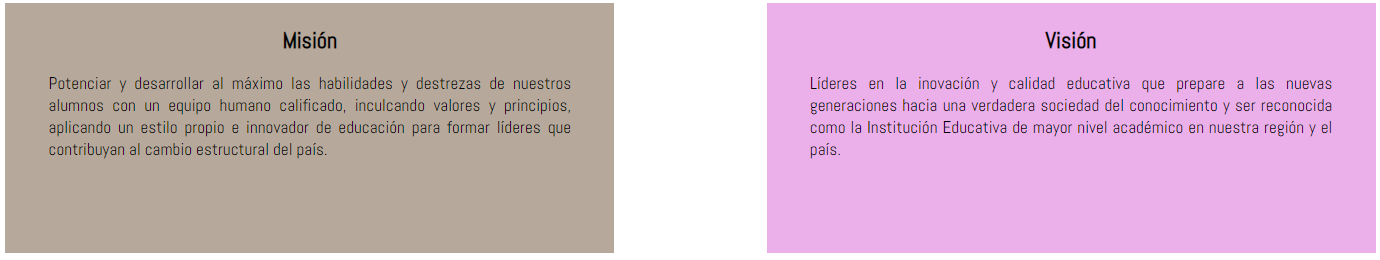 Misión
Potenciar y desarrollar al máximo las habilidades y destrezas de nuestros
alumnos con un equipo humano calificado, inculcando valores y principios,
aplicando un estilo propio e innovador de educación para formar líderes que
contribuyan al cambio estructural del país.
Visión
Líderes en la inovación y calidad educativa que prepare a las nuevas
generaciones hacia una verdadera sociedad del conocimiento y ser reconocida
como la Institución Educativa de mayor nivel académico en nuestra región y el
país.